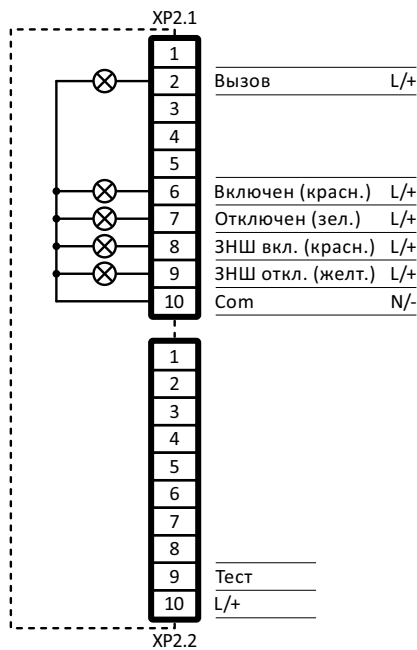 XP2.1
1
2 Вызов L/+
3
4
5
6 Включен (красн.) L/+
7 Отключен (зел.) L/+
8 ЗНШ вкл. (красн.) L/+
9 ЗНШ откл. (желт.) L/+
10 Com N/-
1
2
3
4
5
6
7
8
9 Тест
10 L/+
XP2.2